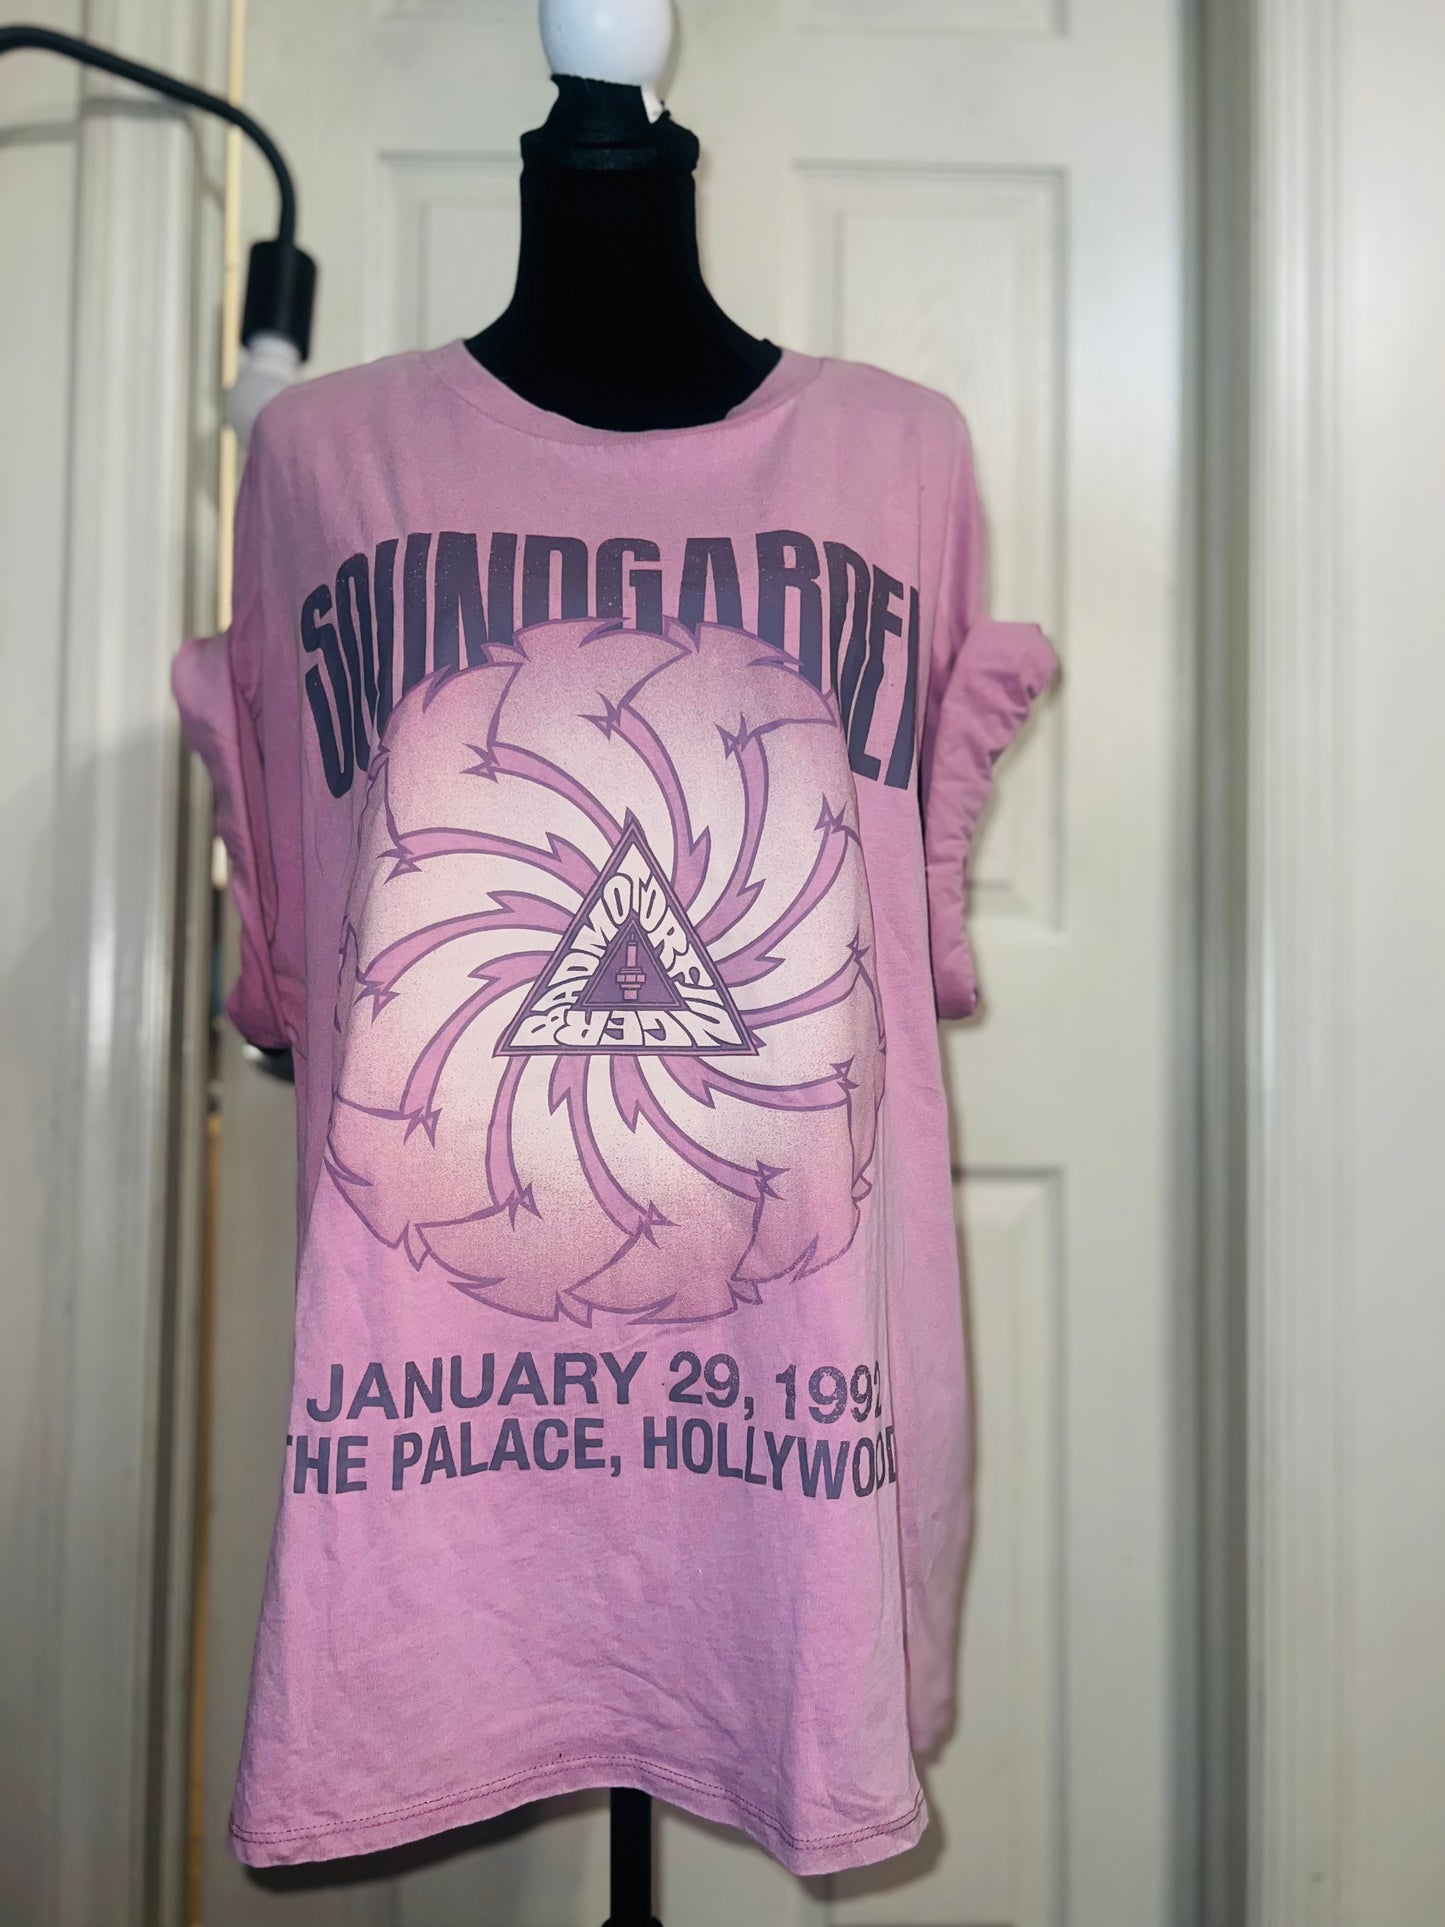 SOUNDGARDEN
BADMOTORFINGER
JANUARY 29, 1992
THE PALACE, HOLLYWOOD